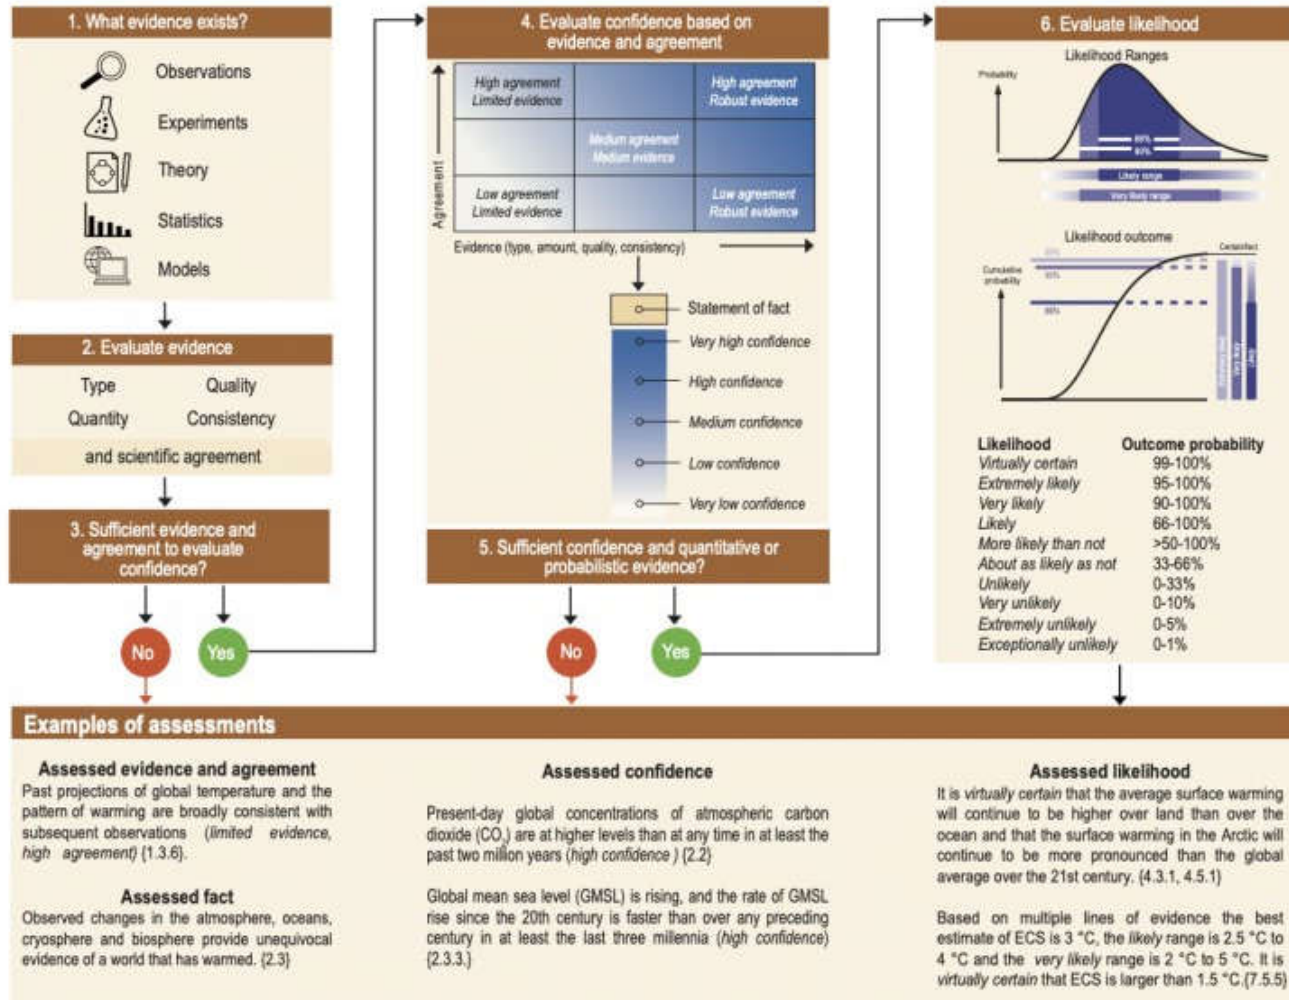 1. What evidence exists?
Observations
Experiments
Theory
Statistics
Models
2. Evaluate evidence
Type
Quality
Quantity
Consistency
and scientific agreement
3. Sufficient evidence and
agreement to evaluate
confidence?
No
Yes
4. Evaluate confidence based on
evidence and agreement
Agreement
High agreement
Limited evidence
High agreement
Robust evidence
Medium agreement
Medium evidence
Low agreement
Limited evidence
Low agreement
Robust evidence
Evidence (type, amount, quality, consistency)
Statement of fact
Very high confidence
High confidence
Medium confidence
Low confidence
Very low confidence
5. Sufficient confidence and quantitative or
probabilistic evidence?
No
Yes
6. Evaluate likelihood
Likelihood Ranges
Probability
Likely range
Very likely range
Likelihood outcome
Cumulative
probability
Likelihood Outcome probability
Virtually certain 99-100%
Extremely likely 95-100%
Very likely 90-100%
Likely 66-100%
More likely than not >50-100%
About as likely as not 33-66%
Unlikely 0-33%
Very unlikely 0-10%
Extremely unlikely 0-5%
Exceptionally unlikely 0-1%
Examples of assessments
Assessed evidence and agreement
Past projections of global temperature and the
pattern of warming are broadly consistent with
subsequent observations (limited evidence,
high agreement) {1.3.6}.
Assessed fact
Observed changes in the atmosphere, oceans,
cryosphere and biosphere provide unequivocal
evidence of a world that has warmed. {2.3}
Assessed confidence
Present-day global concentrations of atmospheric carbon
dioxide (CO₂) are at higher levels than at any time in at least the
past two million years (high confidence ) {2.2}
Global mean sea level (GMSL) is rising, and the rate of GMSL
rise since the 20th century is faster than over any preceding
century in at least the last three millennia (high confidence)
{2.3.3.}
Assessed likelihood
It is virtually certain that the average surface warming
will continue to be higher over land than over the
ocean and that the surface warming in the Arctic will
continue to be more pronounced than the global
average over the 21st century. {4.3.1, 4.5.1}
Based on multiple lines of evidence the best
estimate of ECS is 3 °C, the likely range is 2.5 °C to
4 °C and the very likely range is 2 °C to 5 °C. It is
virtually certain that ECS is larger than 1.5 °C.{7.5.5}